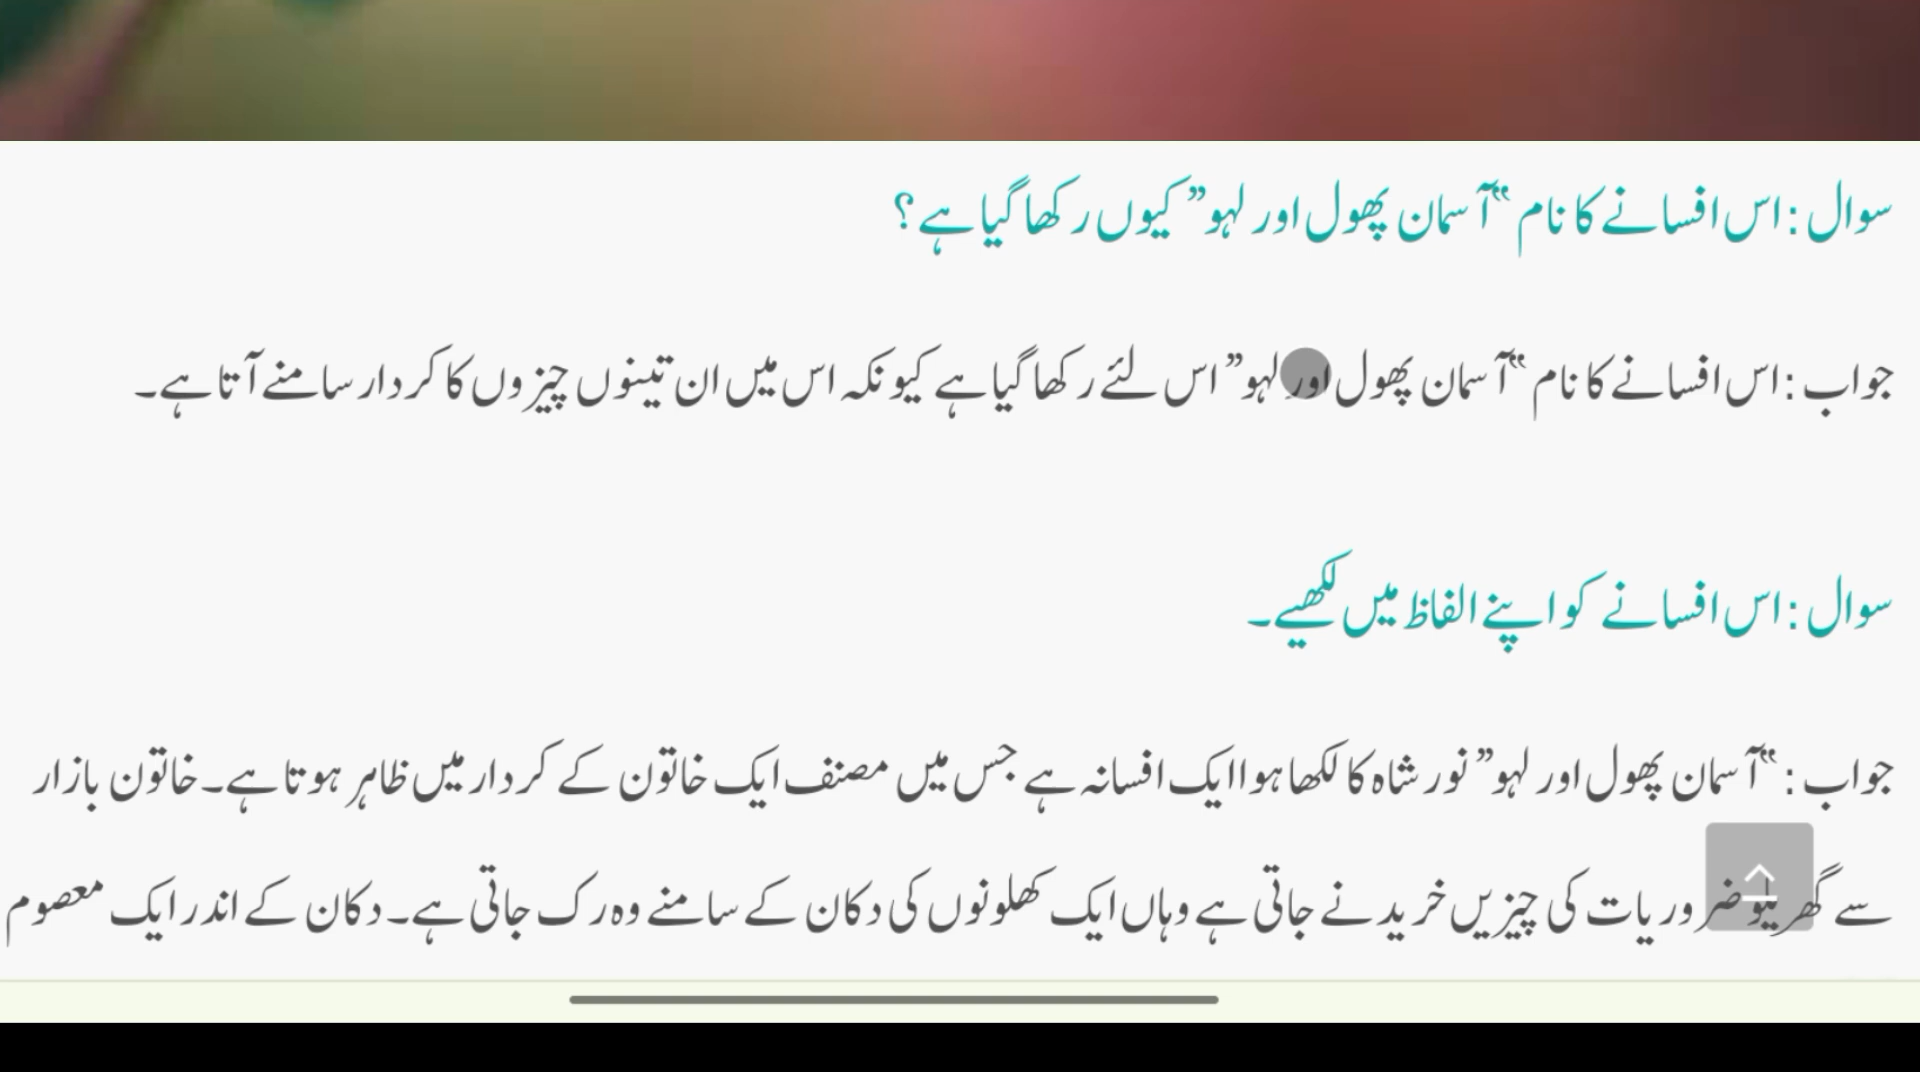 سوال : اس افسانے کا نام “آسمان پھول اور لہو” کیوں رکھا گیا ہے؟
جواب : اس افسانے کا نام “آسمان پھول اور لہو” اس لئے رکھا گیا ہے کیونکہ اس میں ان تینوں چیزوں کا کردار سامنے آتا ہے۔
سوال : اس افسانے کو اپنے الفاظ میں لکھیے۔
جواب : “آسمان پھول اور لہو” نور شاہ کا لکھا ہوا ایک افسانہ ہے جس میں مصنف ایک خاتون کے کردار میں ظاہر ہوتا ہے۔ خاتون بازار
سے گھریلو ضروریات کی چیزیں خریدنے جاتی ہے وہاں ایک کھلونوں کی دکان کے سامنے وہ رک جاتی ہے۔ دکان کے اندر ایک معصوم